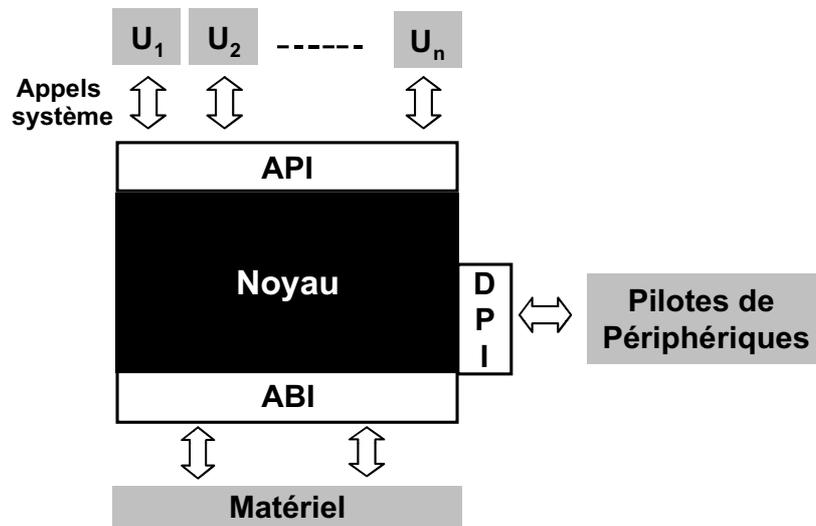 U1 U2 ------ Un
Appels
système
API
Noyau
D
P
I
Pilotes de
Périphériques
ABI
Matériel